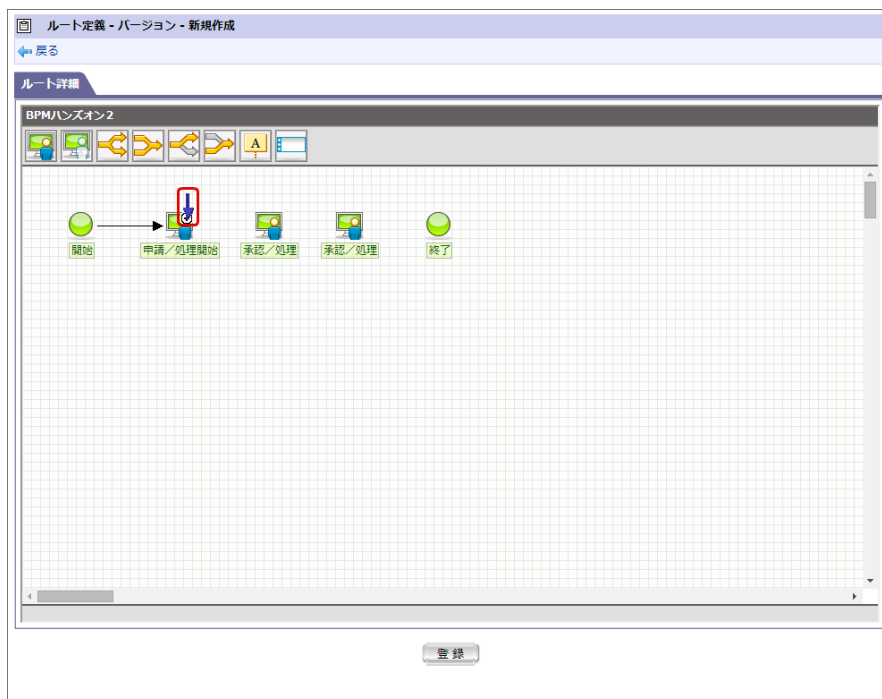 ルート定義 - バージョン - 新規作成
戻る
ルート詳細
BPMハンズオン2
A
開始 申請／処理開始 承認／処理 承認／処理 終了
登録